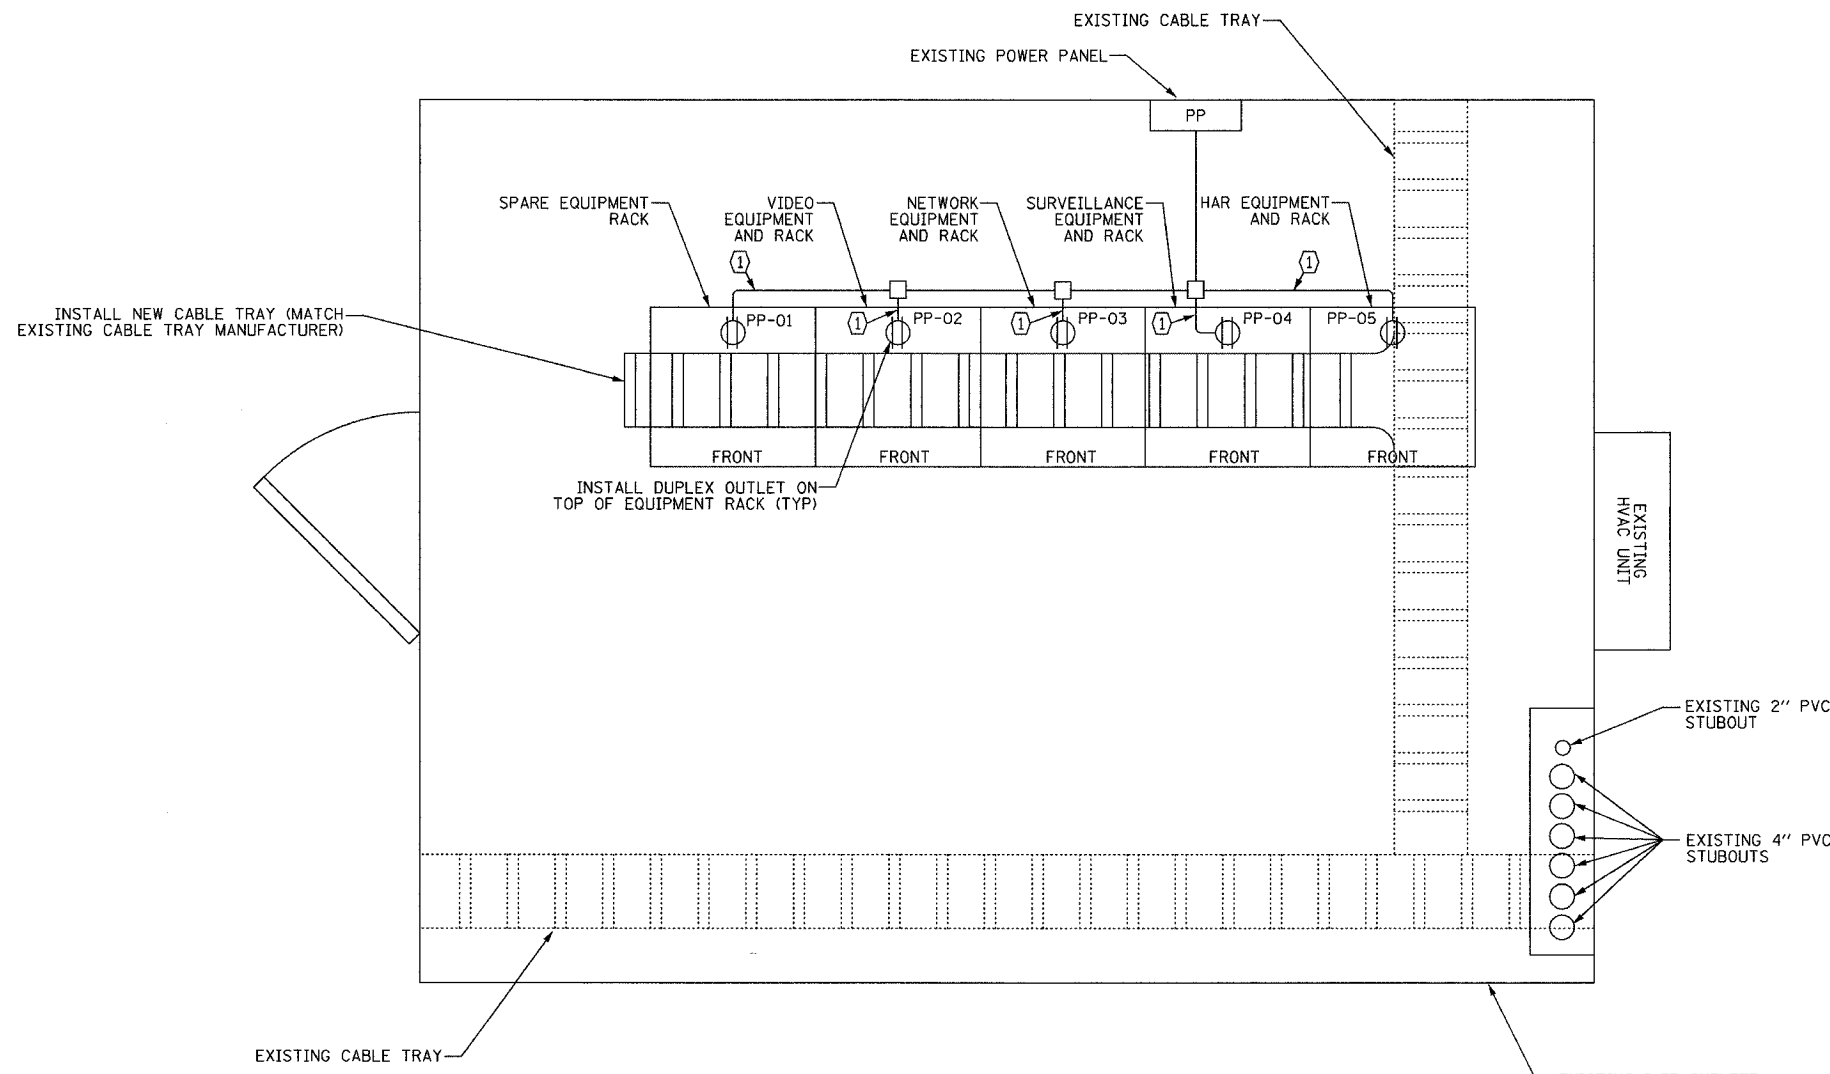 EXISTING CABLE TRAY
EXISTING POWER PANEL
PP
SPARE EQUIPMENT
RACK
VIDEO
EQUIPMENT
AND RACK
NETWORK
EQUIPMENT
AND RACK
SURVEILLANCE
EQUIPMENT
AND RACK
HAR EQUIPMENT
AND RACK
1
1
INSTALL NEW CABLE TRAY (MATCH
EXISTING CABLE TRAY MANUFACTURER)
PP-01
1
PP-02
1
PP-03
1
PP-04
PP-05
FRONT
FRONT
FRONT
FRONT
FRONT
INSTALL DUPLEX OUTLET ON
TOP OF EQUIPMENT RACK (TYP)
EXISTING
HVAC UNIT
EXISTING 2" PVC
STUBOUT
EXISTING 4" PVC
STUBOUTS
EXISTING CABLE TRAY